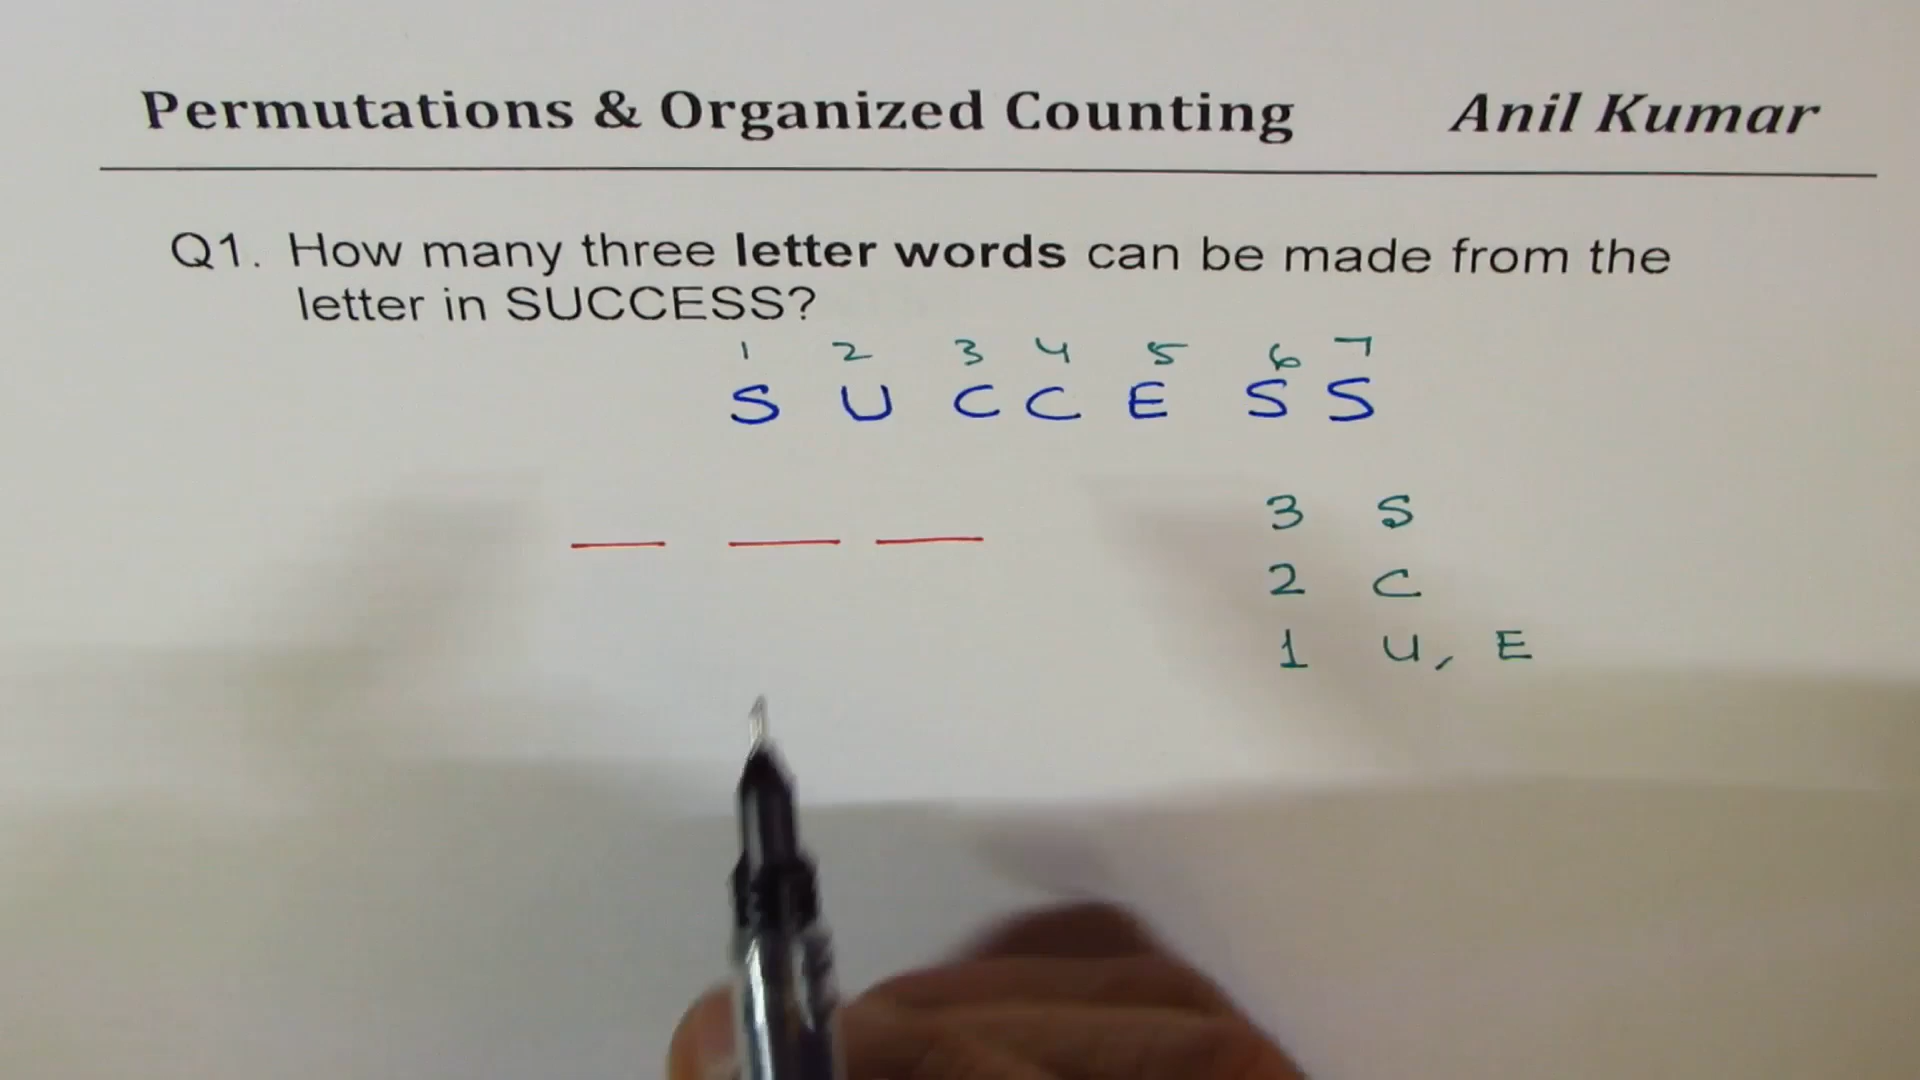 Permutations & Organized Counting Anil Kumar
Q1. How many three letter words can be made from the
letter in SUCCESS?
1 2 3 4 5 6 7
S U C C E S S
3 S
2 C
1 U, E